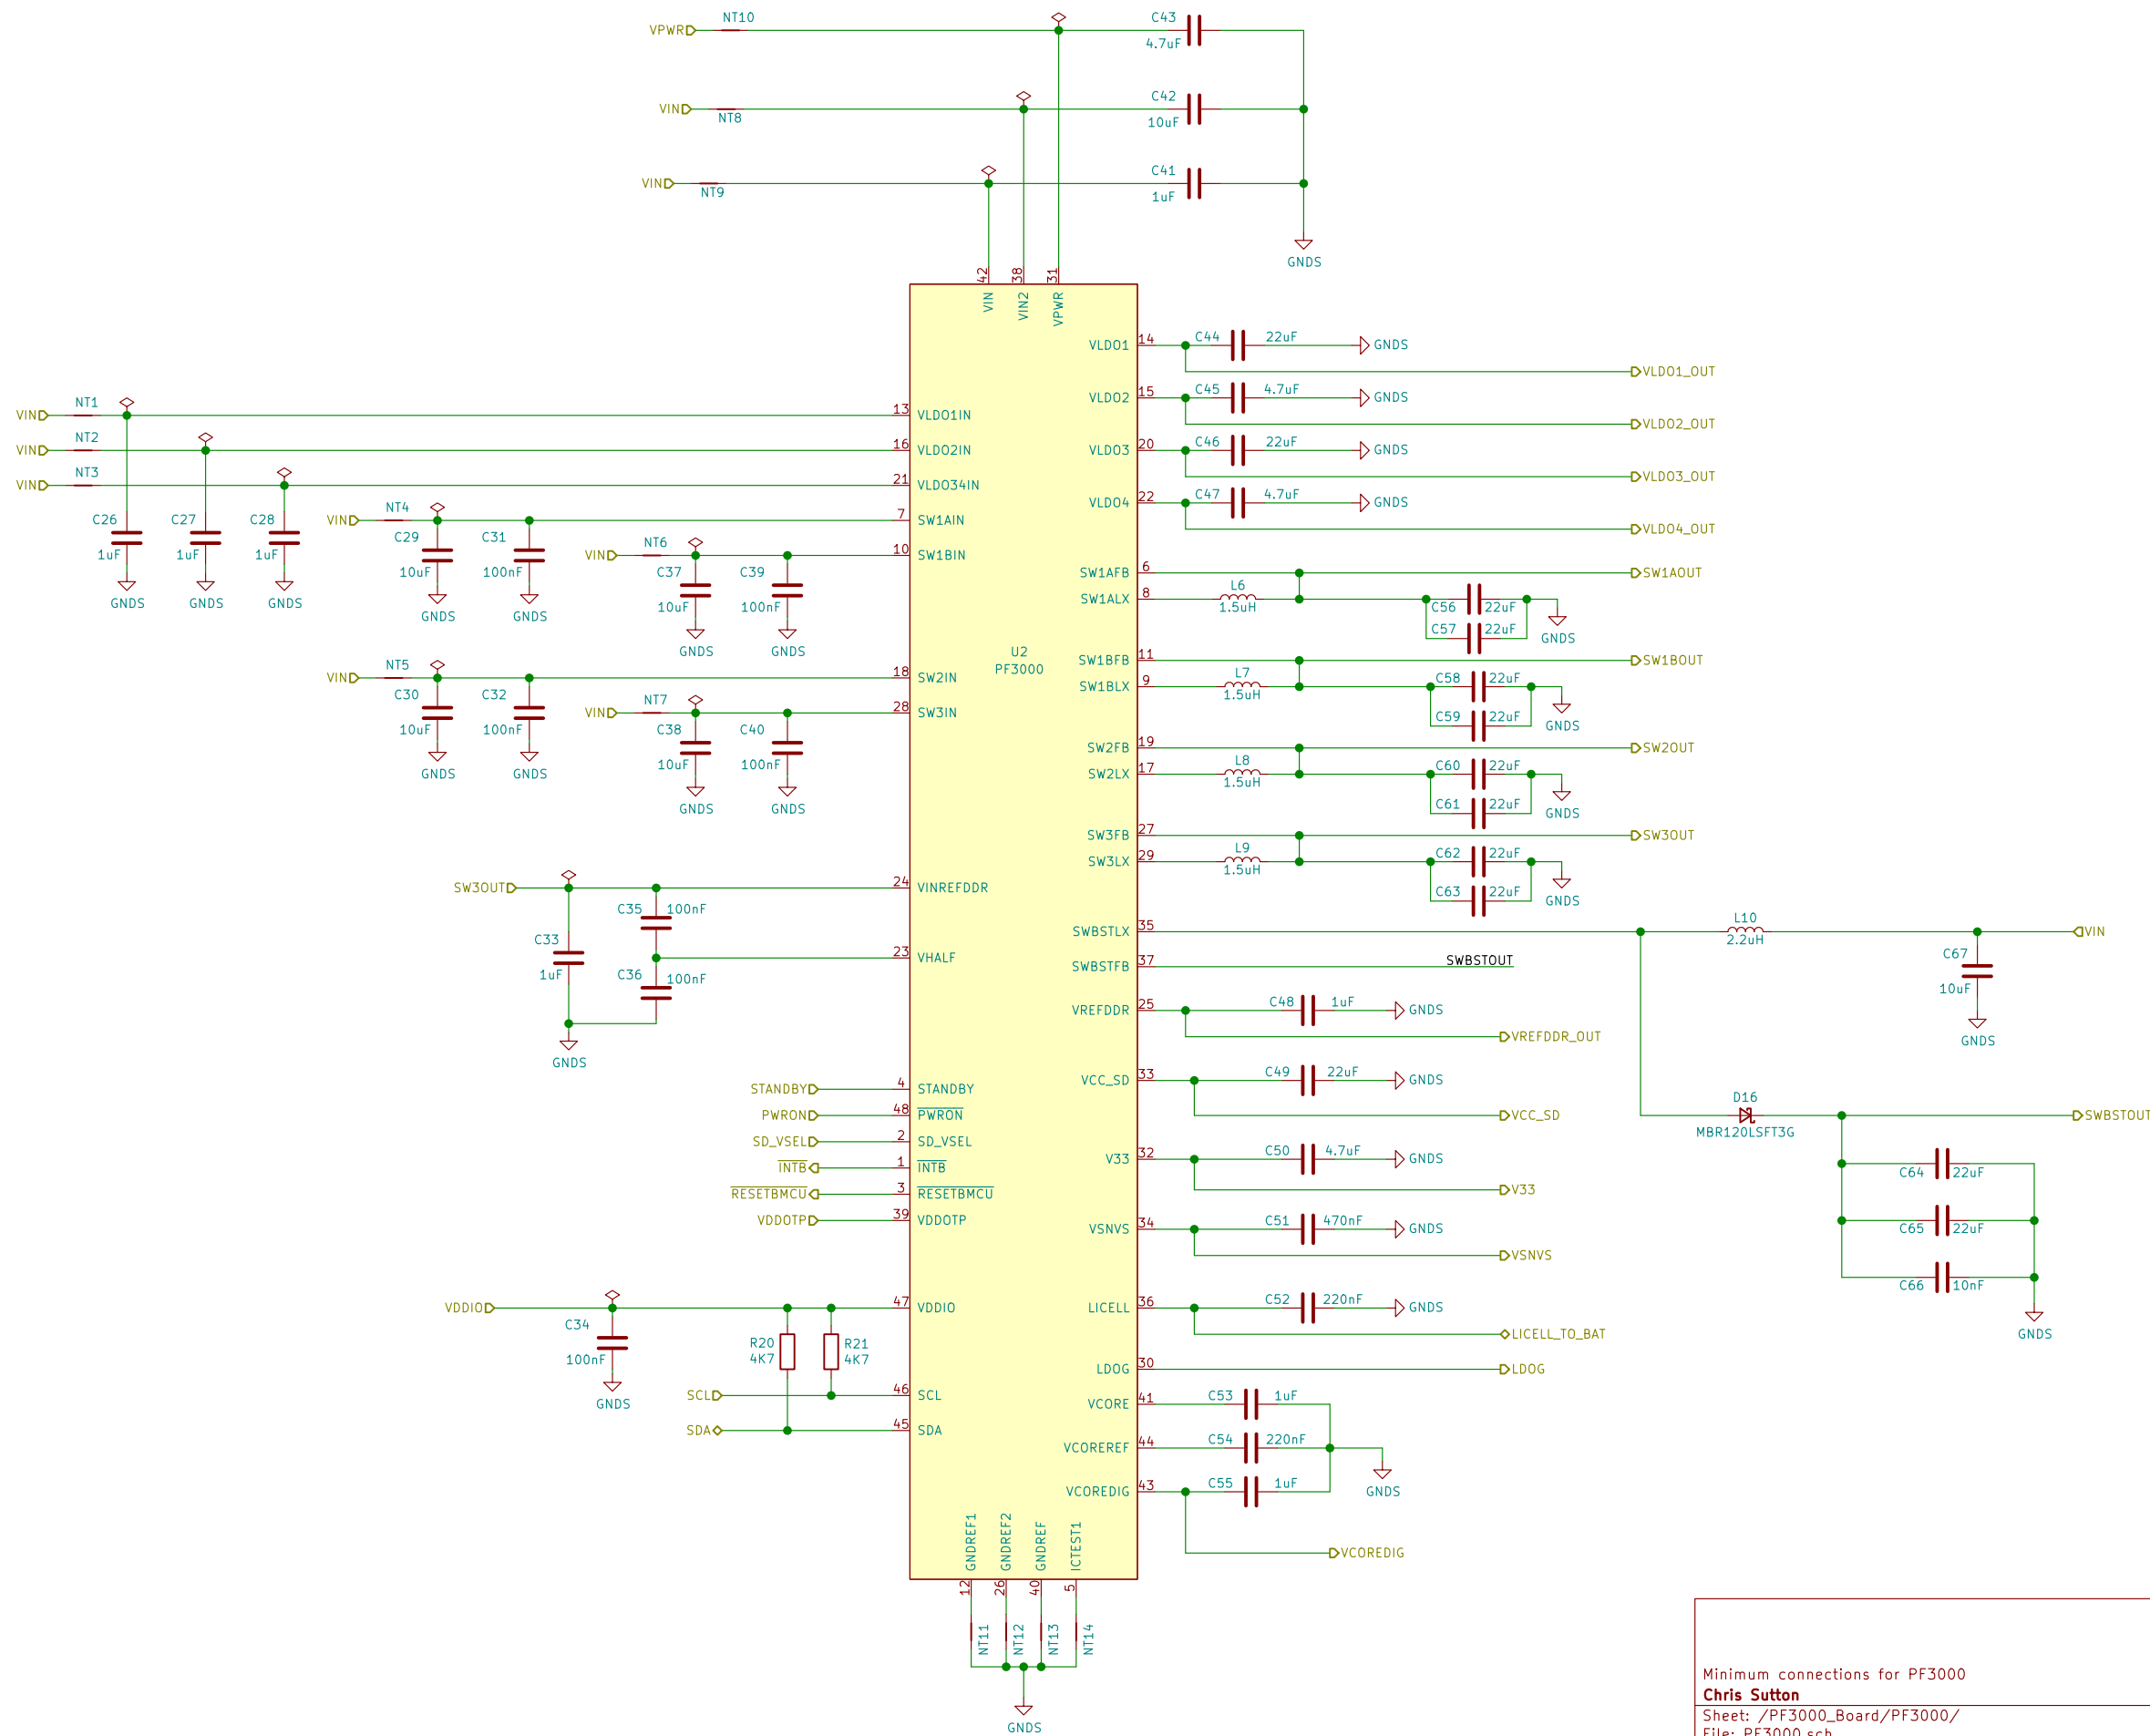 NT10
VPWR
C43
4.7uF
VIN
NT8
C42
10uF
VIN
NT9
C41
1uF
GNDS
42
38
31
VIN
VIN2
VPWR
U2
PF3000
VIN
NT1
13
VLDO1IN
VIN
NT2
16
VLDO2IN
VIN
NT3
21
VLDO34IN
C26
1uF
GNDS
C27
1uF
GNDS
C28
1uF
GNDS
VIN
NT4
7
SW1AIN
C29
10uF
GNDS
C31
100nF
GNDS
VIN
NT6
10
SW1BIN
C37
10uF
GNDS
C39
100nF
GNDS
VIN
NT5
18
SW2IN
C30
10uF
GNDS
C32
100nF
GNDS
VIN
NT7
28
SW3IN
C38
10uF
GNDS
C40
100nF
GNDS
SW3OUT
24
VINREFDDR
C35
100nF
C33
1uF
23
VHALF
C36
100nF
GNDS
STANDBY
4
STANDBY
PWRON
48
PWRON
SD_VSEL
2
SD_VSEL
INTB
1
INTB
RESETBMCU
3
RESETBMCU
VDDOTP
39
VDDOTP
VDDIO
47
VDDIO
C34
100nF
GNDS
R20
4K7
R21
4K7
SCL
46
SCL
SDA
45
SDA
VLDO1
14
C44
22uF
GNDS
VLDO1_OUT
VLDO2
15
C45
4.7uF
GNDS
VLDO2_OUT
VLDO3
20
C46
22uF
GNDS
VLDO3_OUT
VLDO4
22
C47
4.7uF
GNDS
VLDO4_OUT
SW1AFB
6
SW1AOUT
SW1ALX
8
L6
1.5uH
C56
22uF
C57
22uF
GNDS
SW1BFB
11
SW1BOUT
SW1BLX
9
L7
1.5uH
C58
22uF
C59
22uF
GNDS
SW2FB
19
SW2OUT
SW2LX
17
L8
1.5uH
C60
22uF
C61
22uF
GNDS
SW3FB
27
SW3OUT
SW3LX
29
L9
1.5uH
C62
22uF
C63
22uF
GNDS
SWBSTLX
35
L10
2.2uH
VIN
C67
10uF
GNDS
SWBSTFB
37
SWBSTOUT
VREFDDR
25
C48
1uF
GNDS
VREFDDR_OUT
VCC_SD
33
C49
22uF
GNDS
VCC_SD
D16
MBR120LSFT3G
SWBSTOUT
C64
22uF
C65
22uF
C66
10nF
GNDS
V33
32
C50
4.7uF
GNDS
V33
VSNVS
34
C51
470nF
GNDS
VSNVS
LICELL
36
C52
220nF
GNDS
LICELL_TO_BAT
LDOG
30
LDOG
VCORE
41
C53
1uF
VCOREREF
44
C54
220nF
VCOREDIG
43
C55
1uF
GNDS
VCOREDIG
GNDREF1
GNDREF2
GNDREF
ICTEST1
12
26
40
5
NT11
NT12
NT13
NT14
GNDS
Minimum connections for PF3000
Chris Sutton
Sheet: /PF3000_Board/PF3000/
File: PF3000.sch